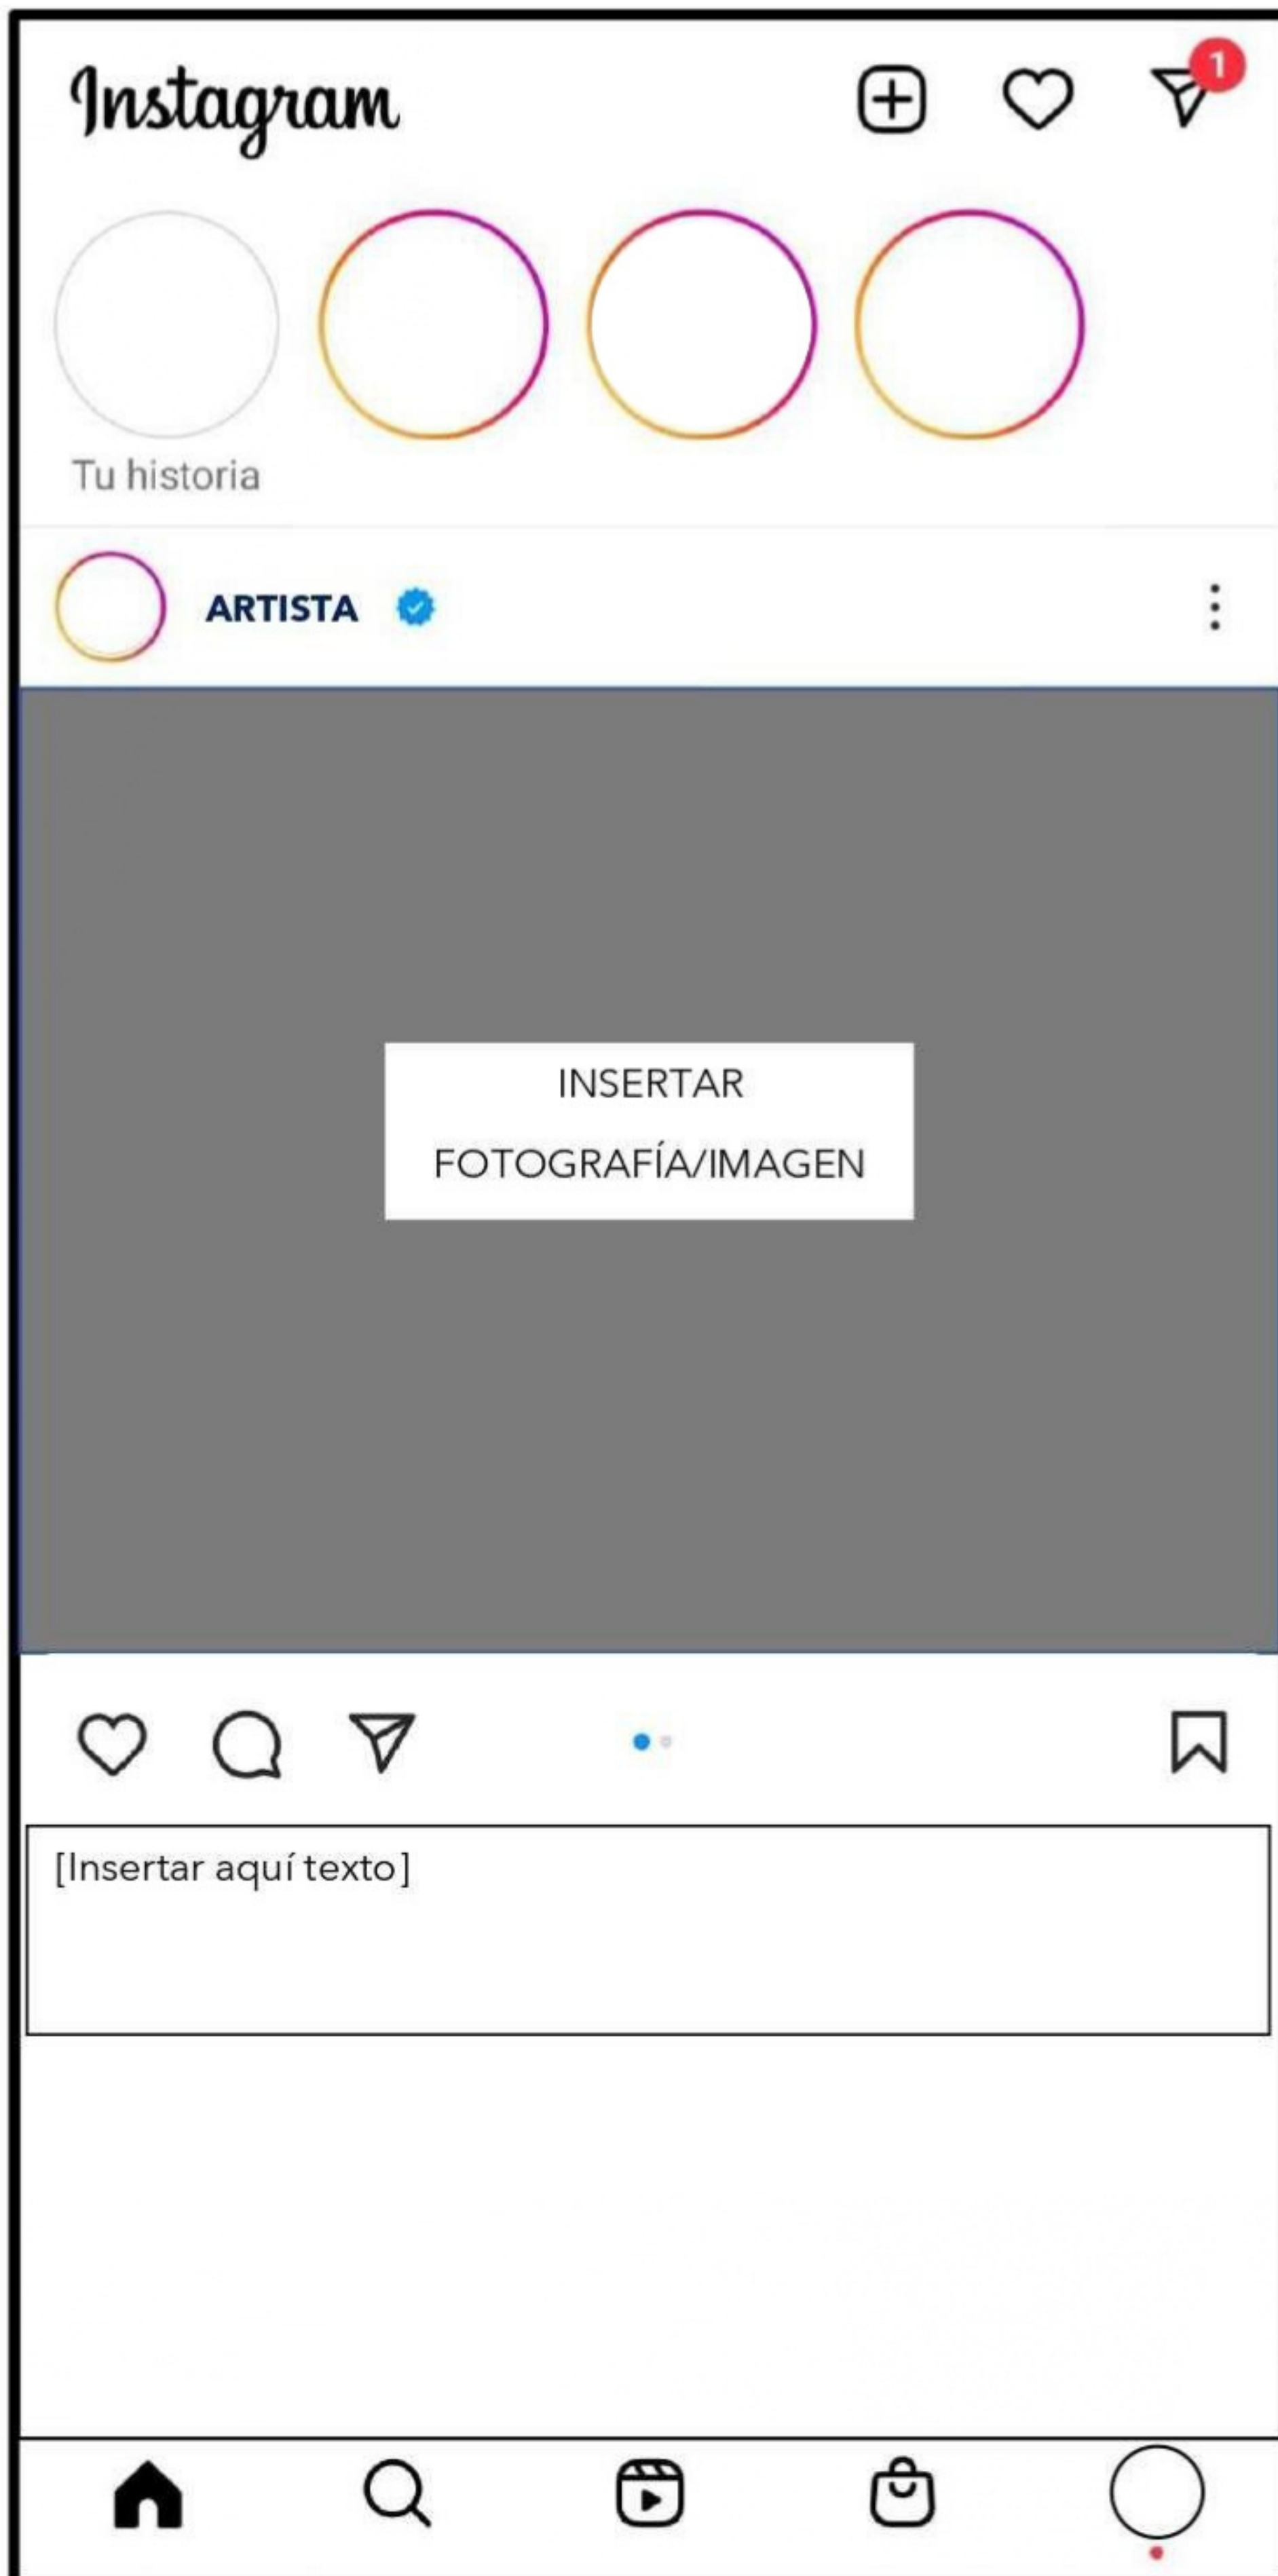 Instagram
1
Tu historia
ARTISTA
INSERTAR
FOTOGRAFÍA/IMAGEN
[Insertar aquí texto]